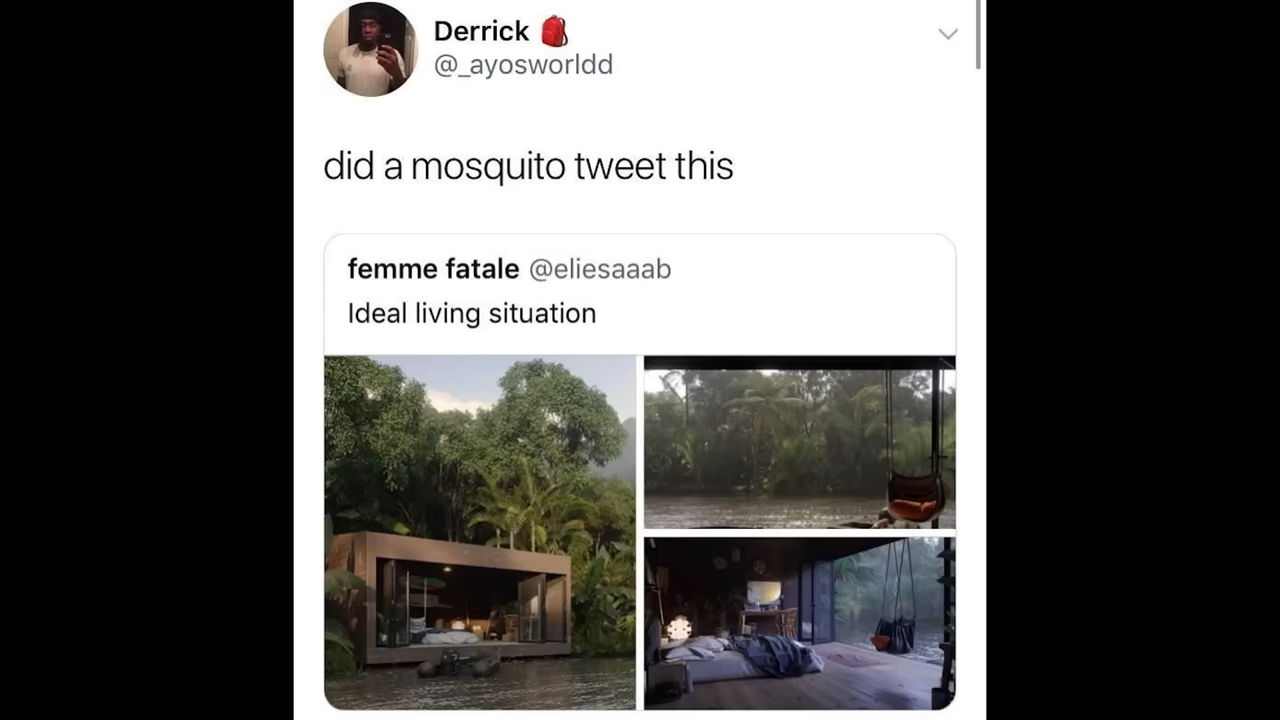 Derrick 🎒
@_ayosworldd
did a mosquito tweet this
femme fatale @eliesaaab
Ideal living situation